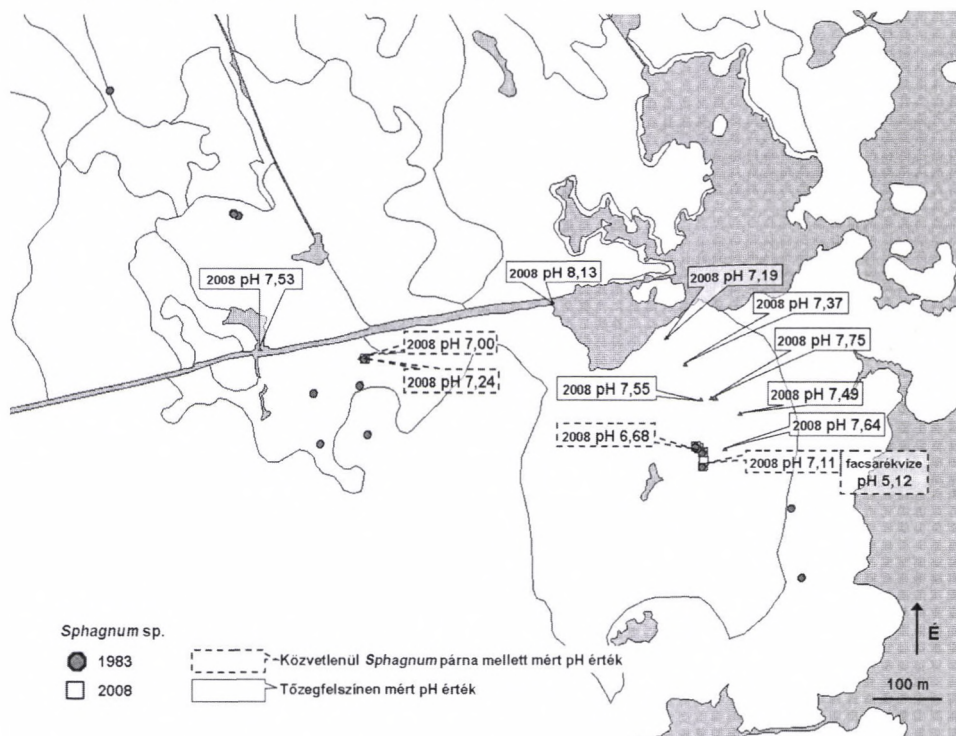 2008 pH 7,53
2008 pH 8,13
2008 pH 7,19
2008 pH 7,37
2008 pH 7,00
2008 pH 7,75
2008 pH 7,24
2008 pH 7,55
2008 pH 7,49
2008 pH 7,64
2008 pH 6,68
2008 pH 7,11
facsarékvize
pH 5,12
Sphagnum sp.
1983
2008
Közvetlenül Sphagnum párna mellett mért pH érték
Tőzegfelszínen mért pH érték
É
100 m